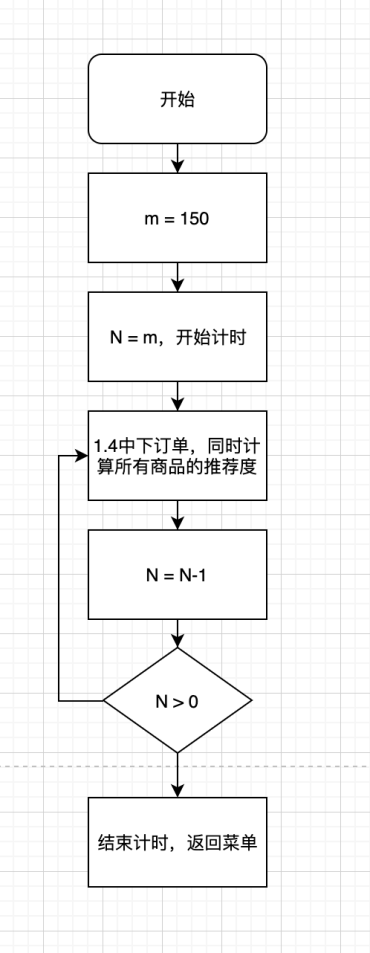 开始
m = 150
N = m，开始计时
1.4中下订单，同时计
算所有商品的推荐度
N = N-1
N > 0
结束计时，返回菜单